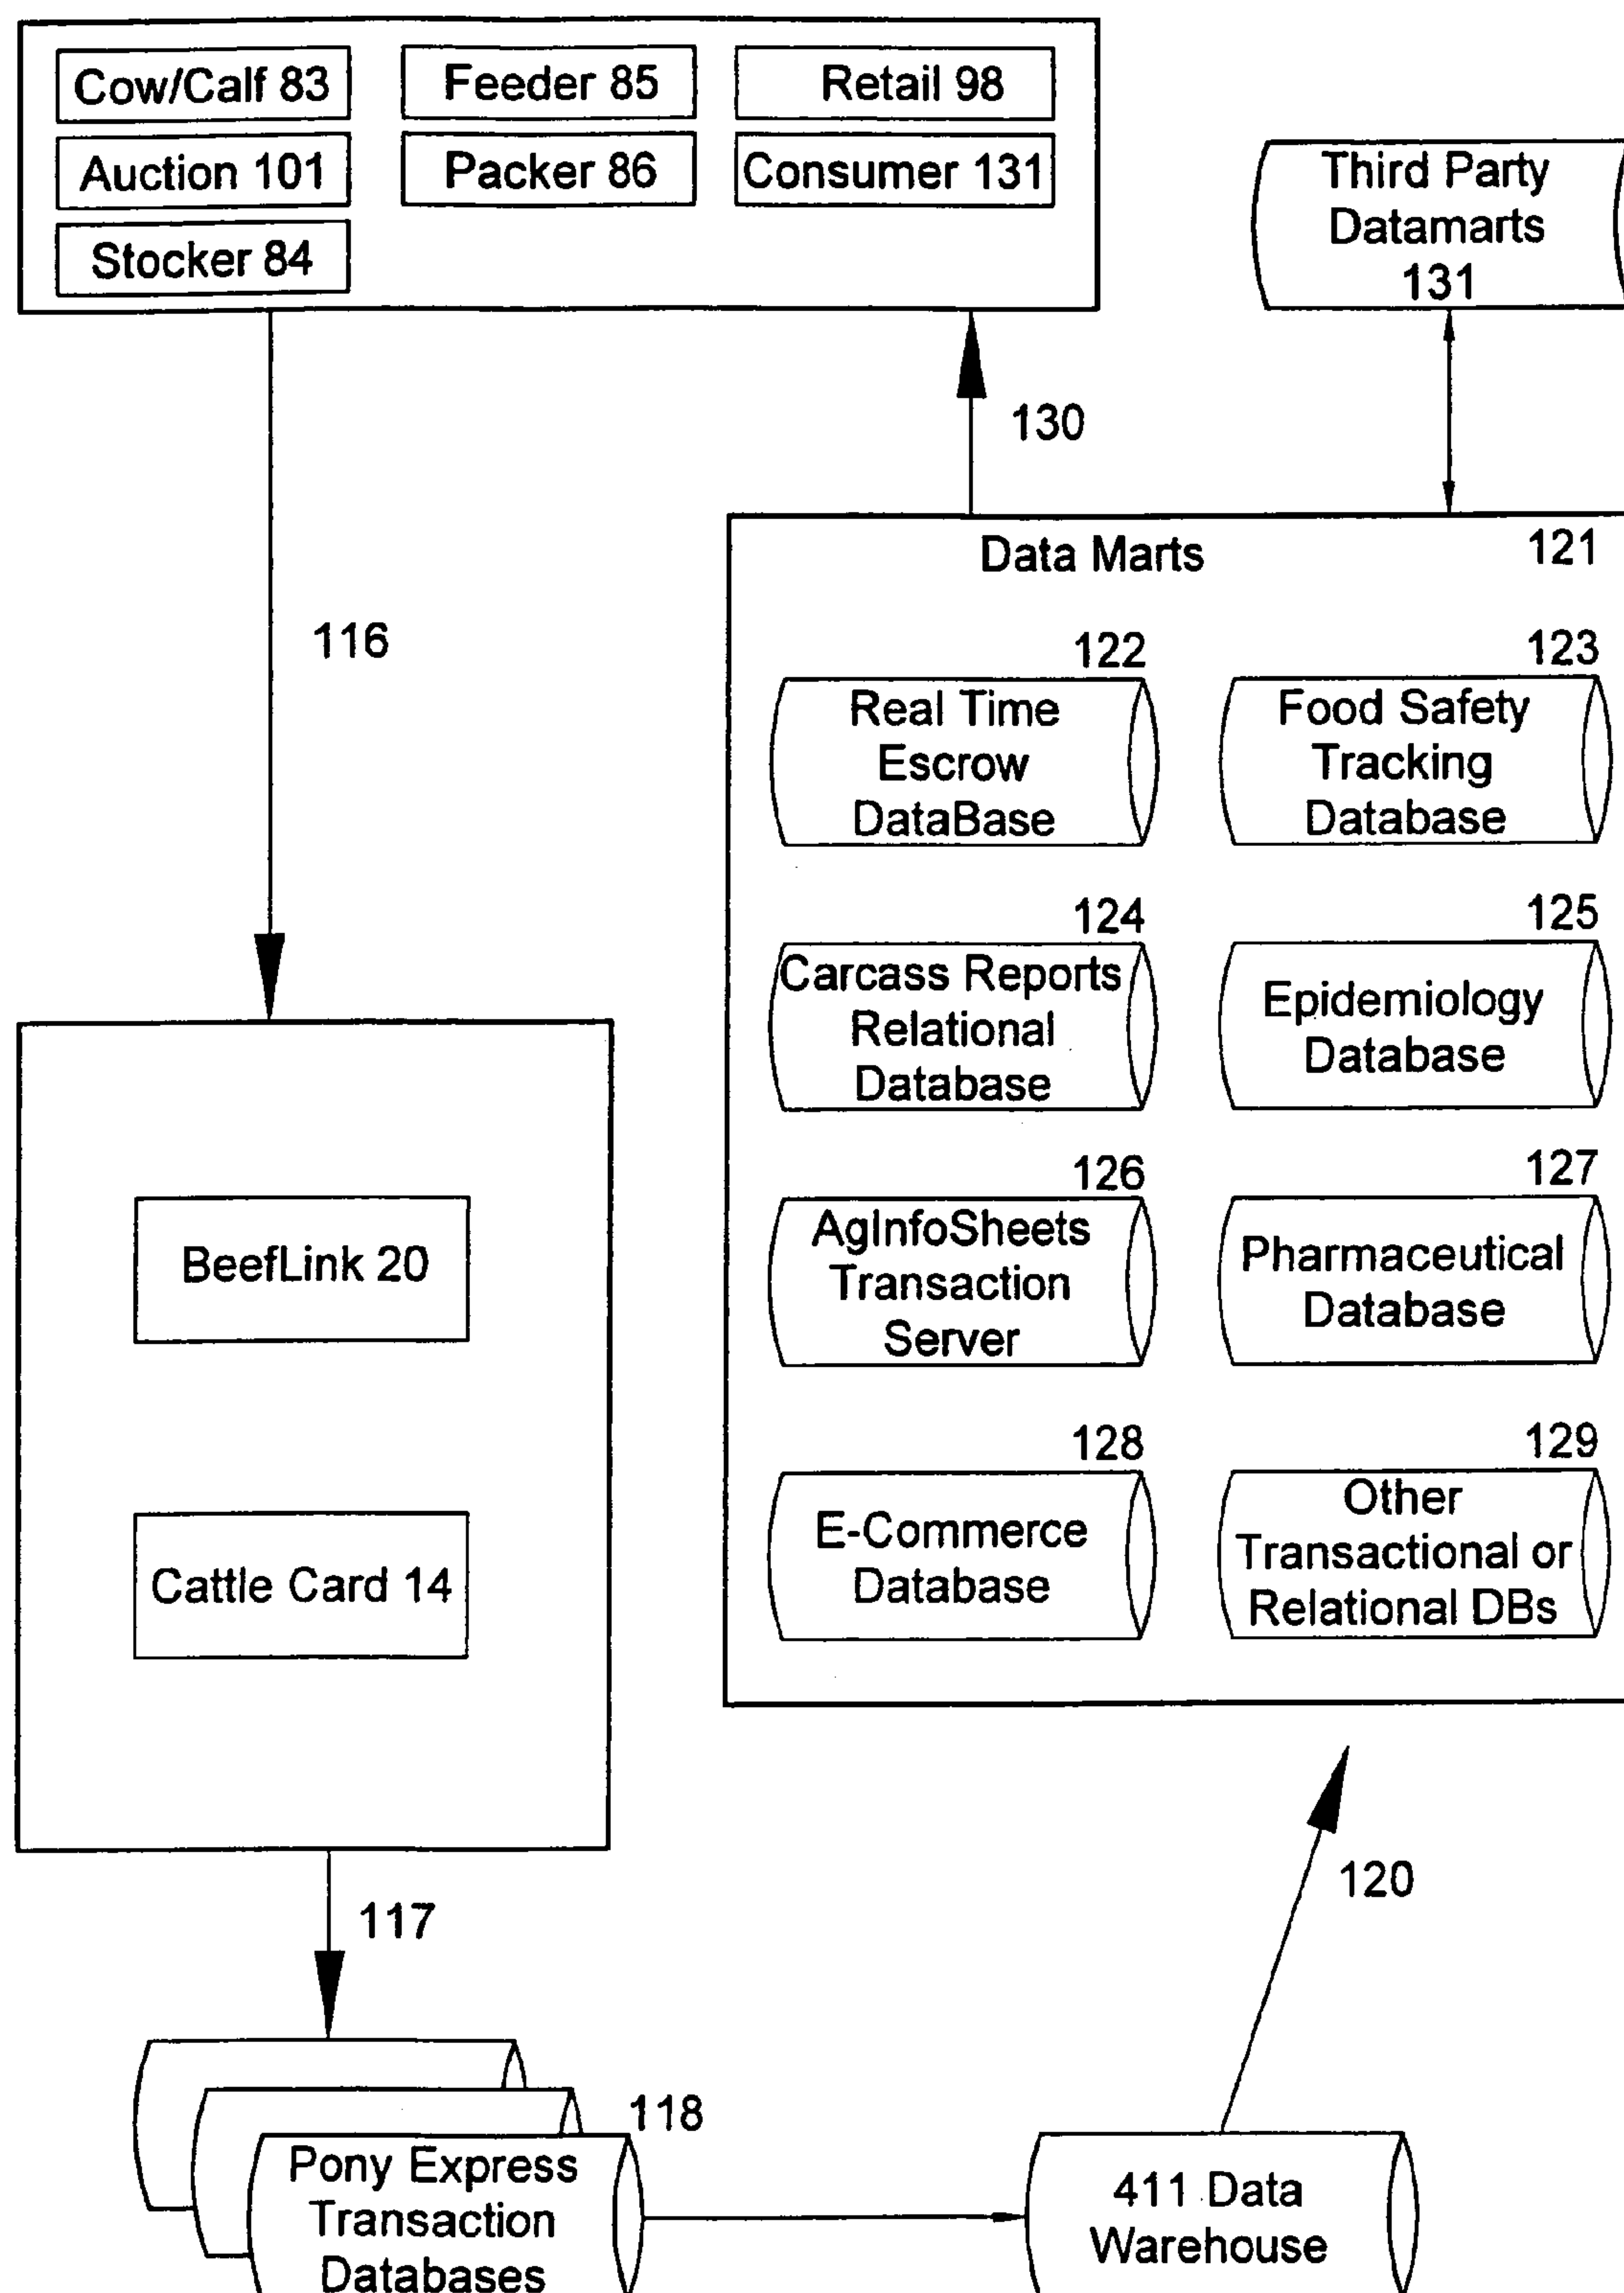 Cow/Calf 83
Feeder 85
Retail 98
Auction 101
Packer 86
Consumer 131
Stocker 84
Third Party
Datamarts
131
130
116
Data Marts
121
122
Real Time
Escrow
DataBase
123
Food Safety
Tracking
Database
124
Carcass Reports
Relational
Database
125
Epidemiology
Database
126
AgInfoSheets
Transaction
Server
127
Pharmaceutical
Database
128
E-Commerce
Database
129
Other
Transactional or
Relational DBs
BeefLink 20
Cattle Card 14
117
120
118
Pony Express
Transaction
Databases
411 Data
Warehouse